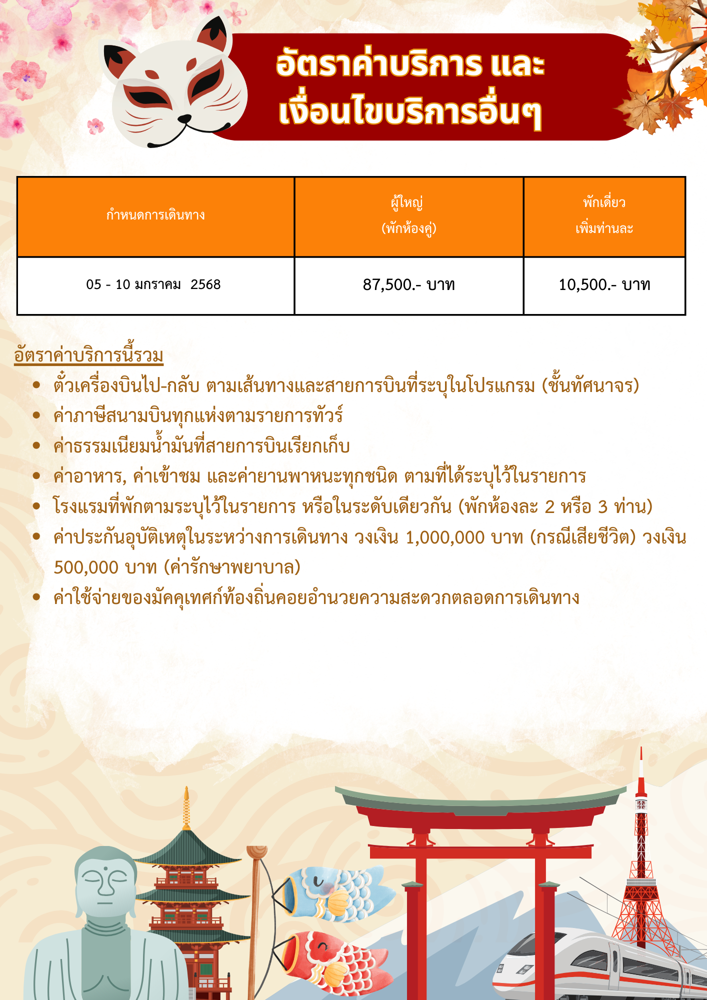 อัตราค่าบริการ และ
เงื่อนไขบริการอื่นๆ
กำหนดการเดินทาง
ผู้ใหญ่
(พักห้องคู่)
พักเดี่ยว
เพิ่มท่านละ
05 - 10 มกราคม 2568
87,500.- บาท
10,500.- บาท
อัตราค่าบริการนี้รวม
• ตั๋วเครื่องบินไป-กลับ ตามเส้นทางและสายการบินที่ระบุในโปรแกรม (ชั้นทัศนาจร)
• ค่าภาษีสนามบินทุกแห่งตามรายการทัวร์
• ค่าธรรมเนียมน้ำมันที่สายการบินเรียกเก็บ
• ค่าอาหาร, ค่าเข้าชม และค่ายานพาหนะทุกชนิด ตามที่ได้ระบุไว้ในรายการ
• โรงแรมที่พักตามระบุไว้ในรายการ หรือในระดับเดียวกัน (พักห้องละ 2 หรือ 3 ท่าน)
• ค่าประกันอุบัติเหตุในระหว่างการเดินทาง วงเงิน 1,000,000 บาท (กรณีเสียชีวิต) วงเงิน
500,000 บาท (ค่ารักษาพยาบาล)
• ค่าใช้จ่ายของมัคคุเทศก์ท้องถิ่นคอยอำนวยความสะดวกตลอดการเดินทาง